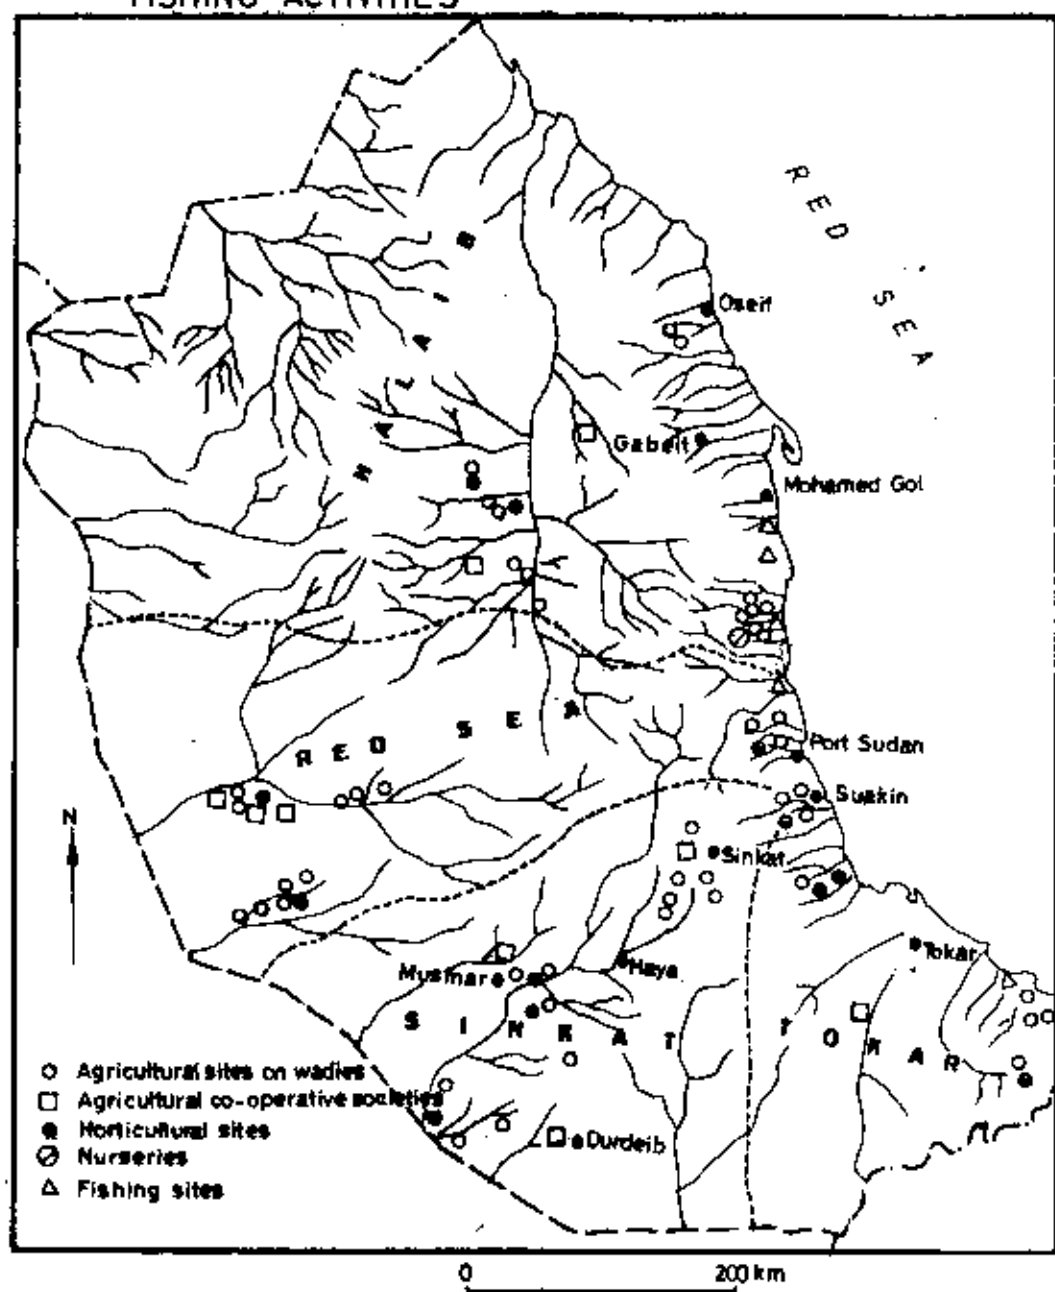 FISHING ACTIVITIES
RED SEA
HALAIB
Oseif
Gabeit
Mohamed Gol
RED SEA
Port Sudan
Suakin
N
Sinkat
Haya
Tokar
Musmar
SINKAT
TOKAR
Agricultural sites on wadies
Agricultural co-operative societies
Horticultural sites
Nurseries
Fishing sites
Durdeib
0 200 km